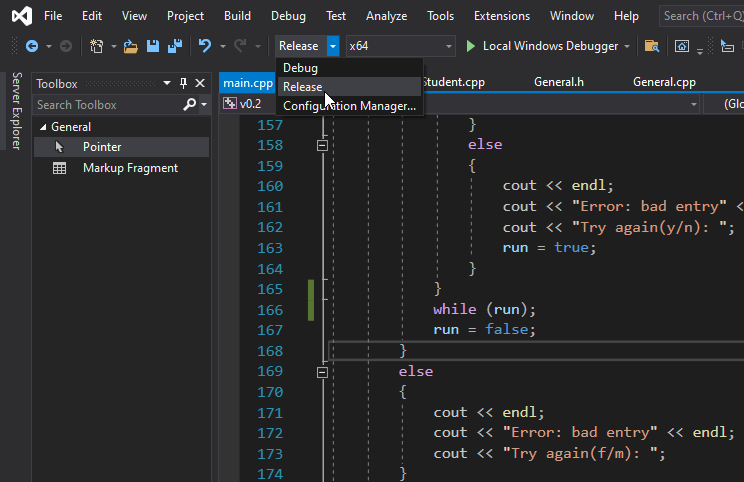 File Edit View Project Build Debug Test Analyze Tools Extensions Window Help Search (Ctrl+Q)
Release x64 Local Windows Debugger
Debug
Release
Configuration Manager...
Server Explorer
Toolbox
Search Toolbox
General
Pointer
Markup Fragment
main.cpp Student.cpp General.h General.cpp
v0.2 (Glo
157 }
158 else
159 {
160 cout << endl;
161 cout << "Error: bad entry" <
162 cout << "Try again(y/n): ";
163 run = true;
164 }
165 }
166 while (run);
167 run = false;
168 }
169 else
170 {
171 cout << endl;
172 cout << "Error: bad entry" << endl;
173 cout << "Try again(f/m): ";
174 }